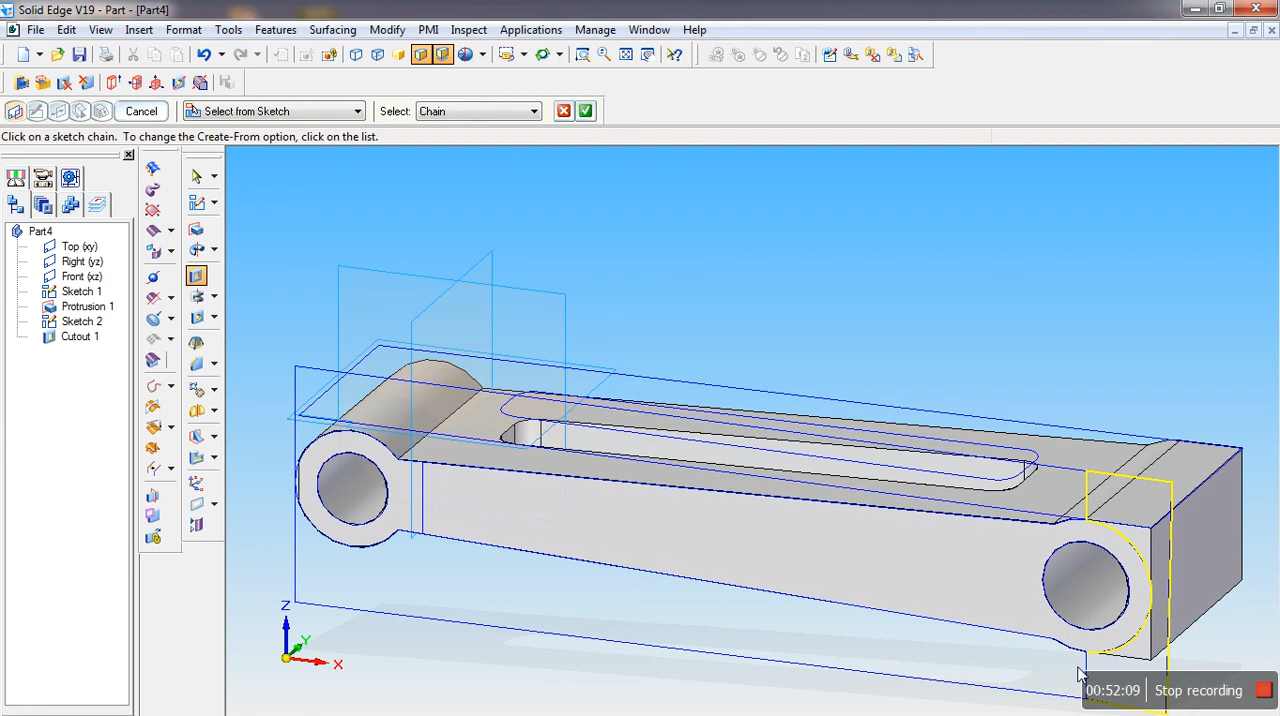 Solid Edge V19 - Part - [Part4]
File Edit View Insert Format Tools Features Surfacing Modify PMI Inspect Applications Manage Window Help
Cancel Select from Sketch Select: Chain
Click on a sketch chain. To change the Create-From option, click on the list.
Part4
Top (xy)
Right (yz)
Front (xz)
Sketch 1
Protrusion 1
Sketch 2
Cutout 1
Z
Y
X
00:52:09 Stop recording